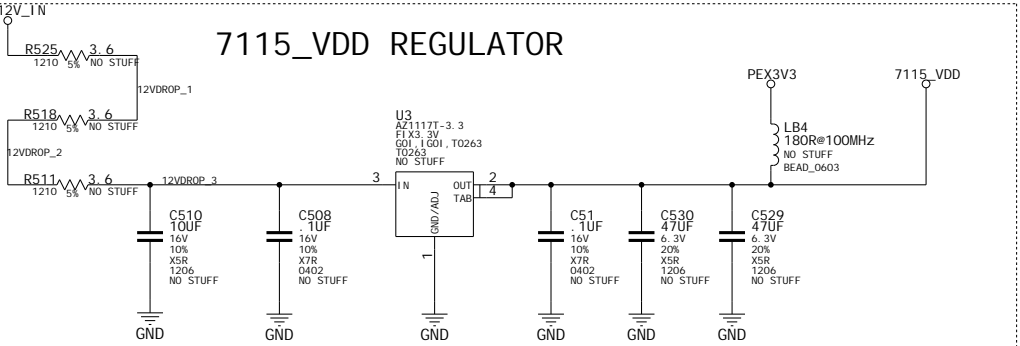 12V_IN
7115_VDD REGULATOR
R525 3.6
1210 5% NO STUFF
12VDROP_1
R518 3.6
1210 5% NO STUFF
12VDROP_2
R511 3.6
1210 5% NO STUFF
12VDROP_3
C510
10UF
16V
10%
X5R
1206
NO STUFF
GND
C508
.1UF
16V
10%
X7R
0402
NO STUFF
GND
U3
AZ1117T-3.3
FIX3.3V
GOI,IGOI,TO263
TO263
NO STUFF
3 IN
OUT 2
TAB 4
GND/ADJ
1
GND
C51
.1UF
16V
10%
X7R
0402
NO STUFF
GND
C530
47UF
6.3V
20%
X5R
1206
NO STUFF
GND
C529
47UF
6.3V
20%
X5R
1206
NO STUFF
GND
PEX3V3
LB4
180R@100MHz
NO STUFF
BEAD_0603
7115_VDD